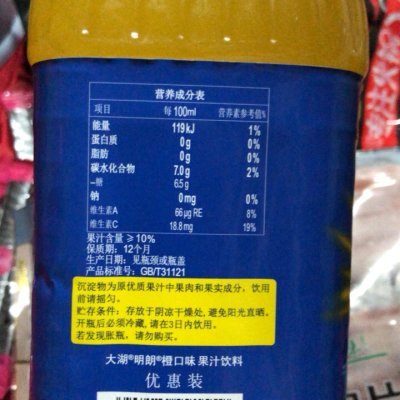 营养成分表
项目 每100ml 营养素参考值%
能量 119kJ 1%
蛋白质 0g 0%
脂肪 0g 0%
碳水化合物 7.0g 2%
–糖 6.5g
钠 0mg 0%
维生素A 66μg RE 8%
维生素C 18.8mg 19%
果汁含量 ≥10%
保质期: 12个月
生产日期: 见瓶颈或瓶盖
产品标准号: GB/T31121
沉淀物为原优质果汁中果肉和果实成分, 饮用
前请摇匀。
贮存条件: 存放于阴凉干燥处, 避免阳光直晒。
开瓶后必须冷藏, 请在3日内饮用。
若发现胀瓶, 请勿购买。
大湖®明朗®橙口味 果汁饮料
优惠装